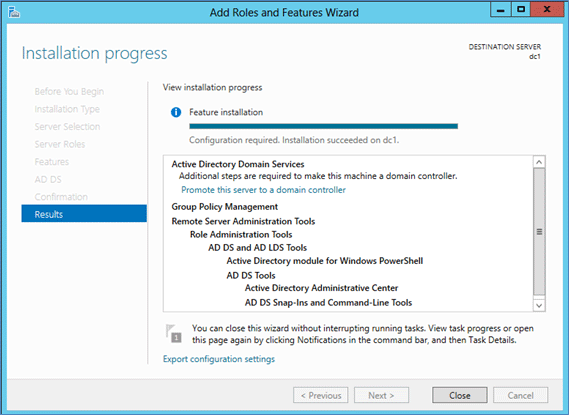 Add Roles and Features Wizard
Installation progress
DESTINATION SERVER
dc1
Before You Begin
Installation Type
Server Selection
Server Roles
Features
AD DS
Confirmation
Results
View installation progress
Feature installation
Configuration required. Installation succeeded on dc1.
Active Directory Domain Services
Additional steps are required to make this machine a domain controller.
Promote this server to a domain controller
Group Policy Management
Remote Server Administration Tools
Role Administration Tools
AD DS and AD LDS Tools
Active Directory module for Windows PowerShell
AD DS Tools
Active Directory Administrative Center
AD DS Snap-Ins and Command-Line Tools
1
You can close this wizard without interrupting running tasks. View task progress or open
this page again by clicking Notifications in the command bar, and then Task Details.
Export configuration settings
< Previous
Next >
Close
Cancel